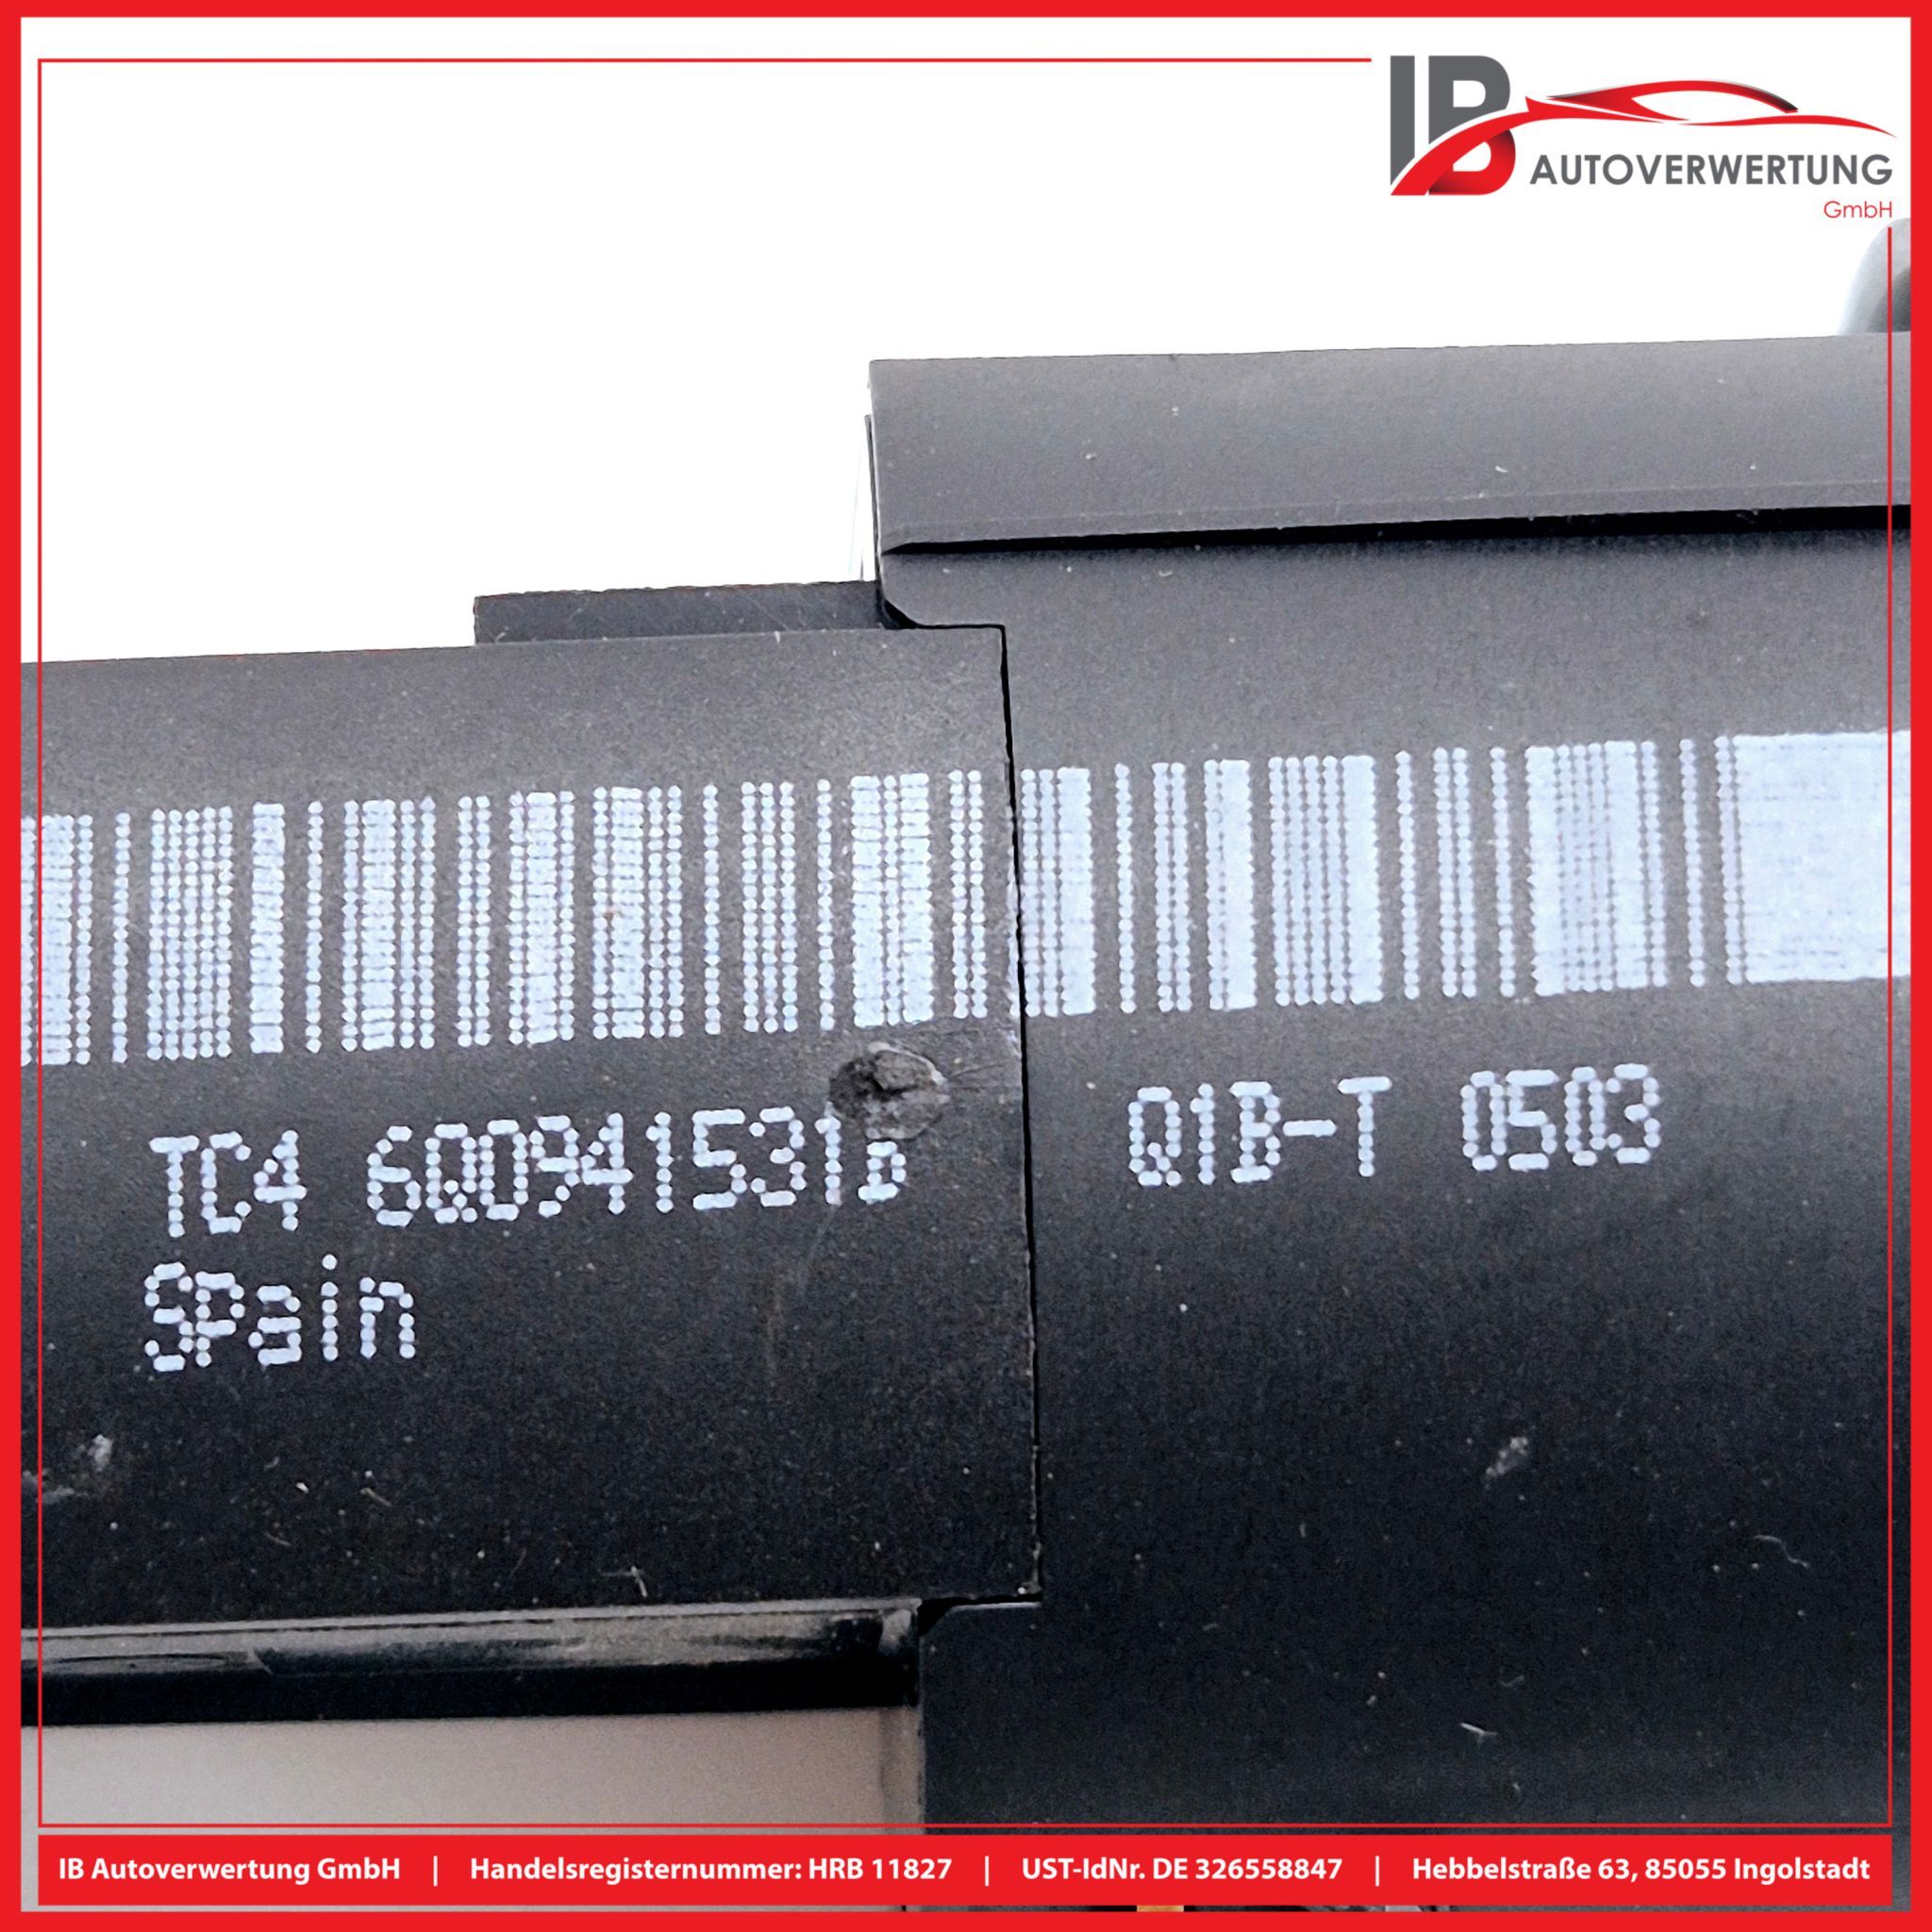 IB
AUTOVERWERTUNG
GmbH
TC4 6Q0941531D Q1B-T 0503
Spain
IB Autoverwertung GmbH | Handelsregisternummer: HRB 11827 | UST-IdNr. DE 326558847 | Hebbelstraße 63, 85055 Ingolstadt